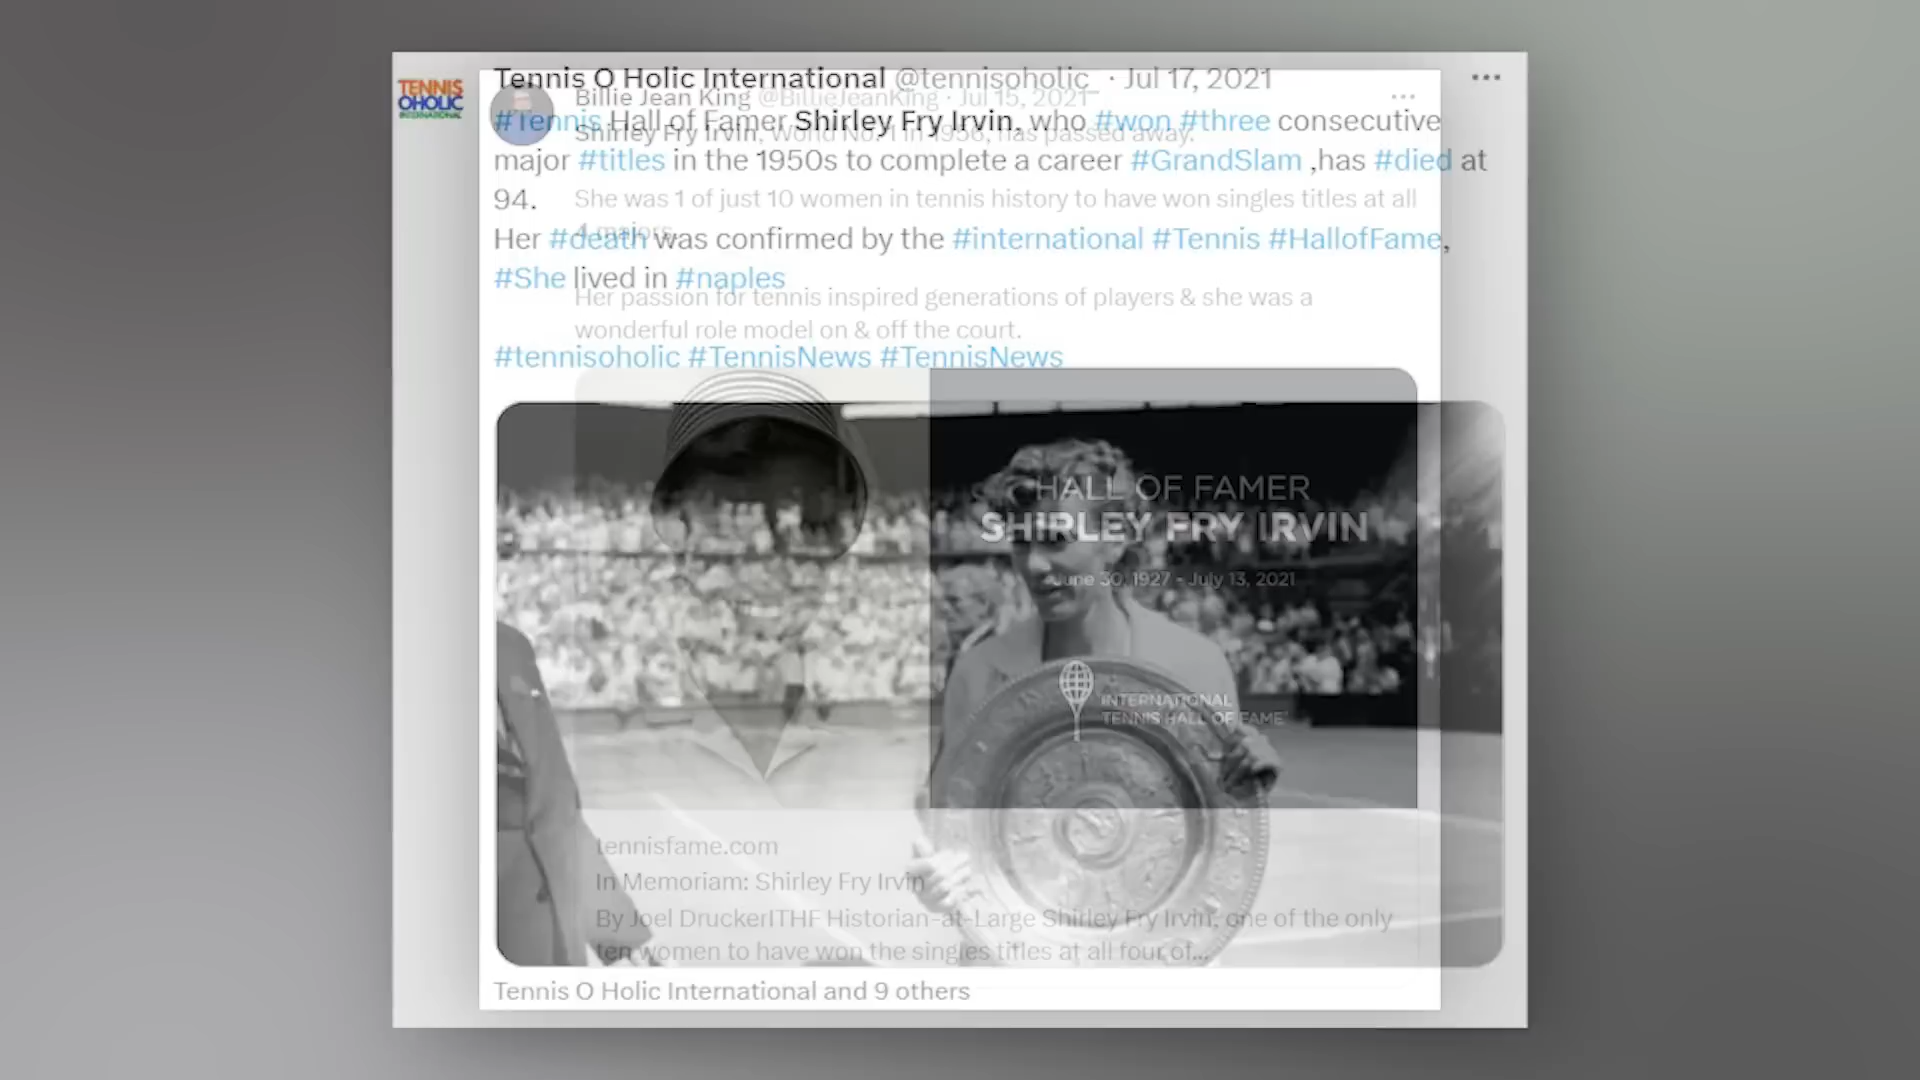 TENNIS
OHOLIC
INTERNATIONAL
Tennis O Holic International @tennisoholic_ · Jul 17, 2021
#Tennis Hall of Famer Shirley Fry Irvin, who #won #three consecutive
major #titles in the 1950s to complete a career #GrandSlam ,has #died at
94.
Her #death was confirmed by the #international #Tennis #HallofFame,
#She lived in #naples
#tennisoholic #TennisNews #TennisNews
Tennis O Holic International and 9 others
Billie Jean King @BillieJeanKing · Jul 15, 2021
Shirley Fry Irvin, World No. 1 in 1956, has passed away.
She was 1 of just 10 women in tennis history to have won singles titles at all
4 majors.
Her passion for tennis inspired generations of players & she was a
wonderful role model on & off the court.
HALL OF FAMER
SHIRLEY FRY IRVIN
June 30, 1927 - July 13, 2021
INTERNATIONAL
TENNIS HALL OF FAME
tennisfame.com
In Memoriam: Shirley Fry Irvin
By Joel DruckerITHF Historian-at-Large Shirley Fry Irvin, one of the only
ten women to have won the singles titles at all four of...